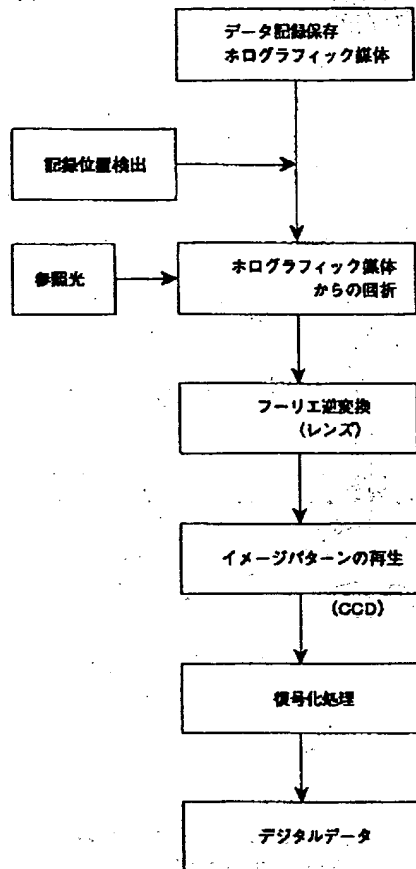 データ記録保存
ホログラフィック媒体
記録位置検出
参照光
ホログラフィック媒体
からの回折
フーリエ逆変換
(レンズ)
イメージパターンの再生
(CCD)
復号化処理
デジタルデータ